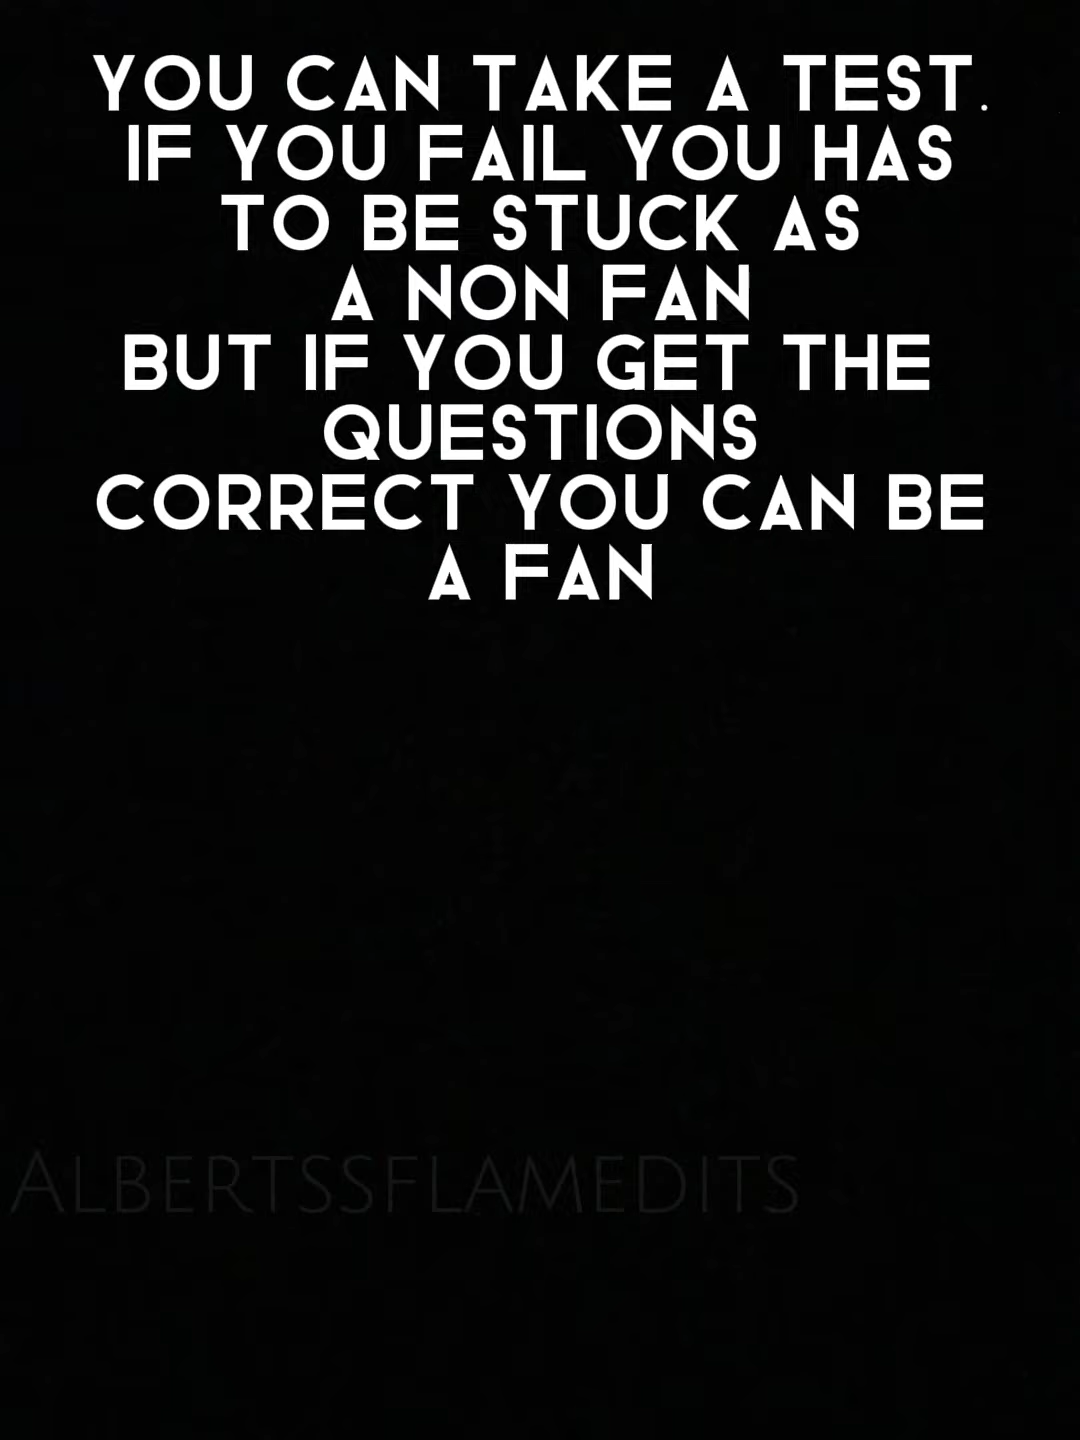 YOU CAN TAKE A TEST.
IF YOU FAIL YOU HAS
TO BE STUCK AS
A NON FAN
BUT IF YOU GET THE
QUESTIONS
CORRECT YOU CAN BE
A FAN
ALBERTSSFLAMEDITS